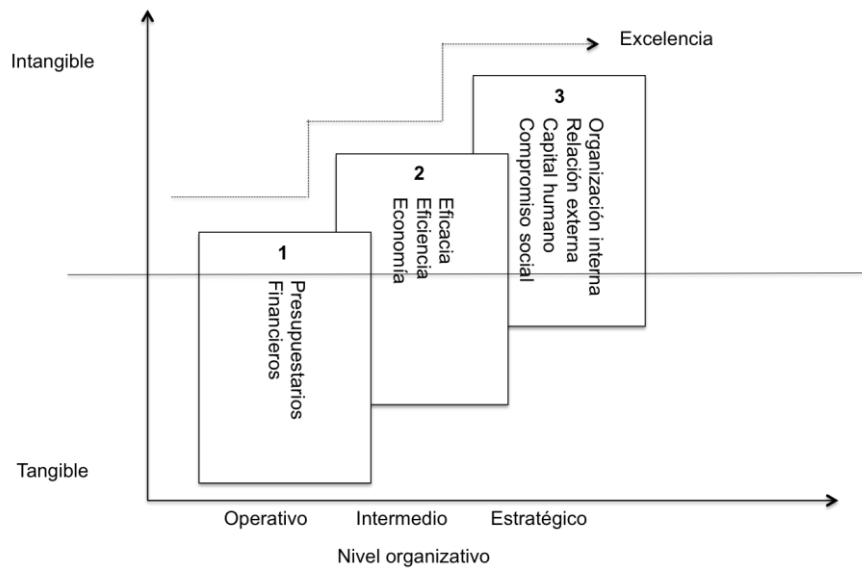 Excelencia
Intangible
3
Organización interna
Relación externa
Capital humano
Compromiso social
2
Eficacia
Eficiencia
Economía
1
Presupuestarios
Financieros
Tangible
Operativo
Intermedio
Estratégico
Nivel organizativo